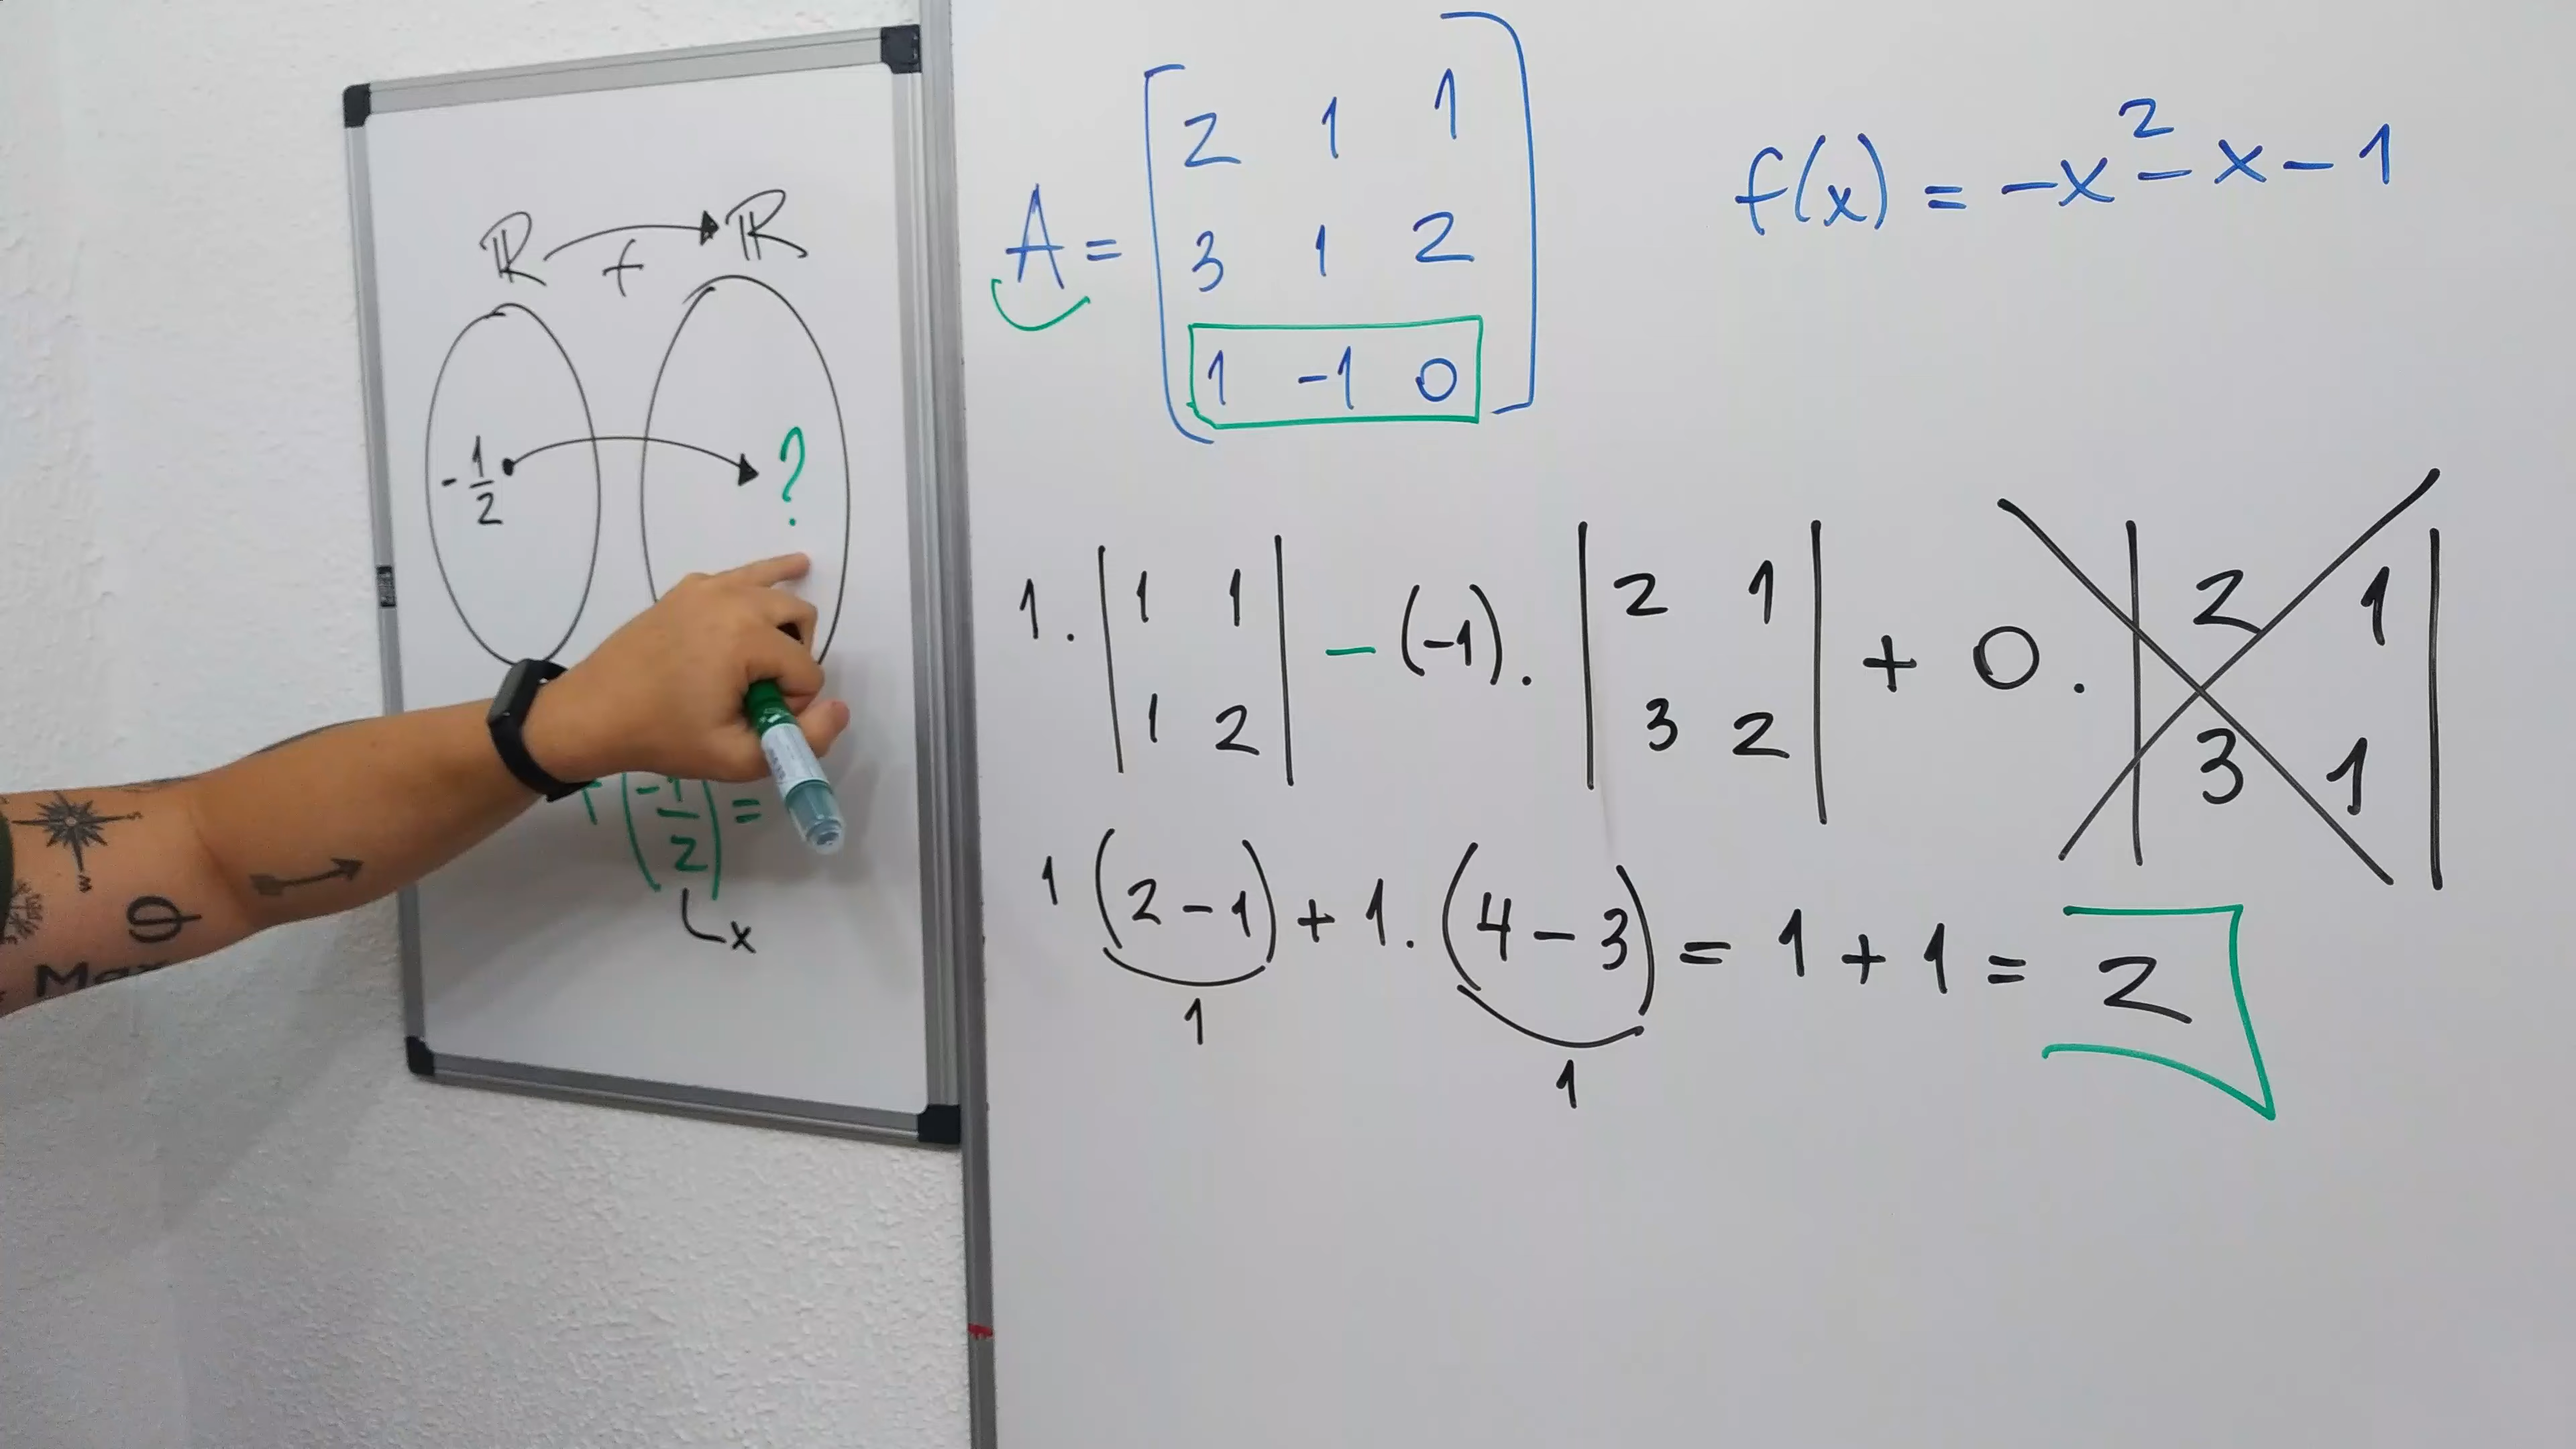 ℝ f ℝ
-1/2 ?
(-1/2) =
x
A = [2 1 1
3 1 2
1 -1 0]
f(x) = -x² - x - 1
1 . |1 1 - (-1) . |2 1 + 0 . |2 1
1 2| 3 2| 3 1|
1 (2 - 1) + 1 . (4 - 3) = 1 + 1 = 2
1 1
S
W
φ